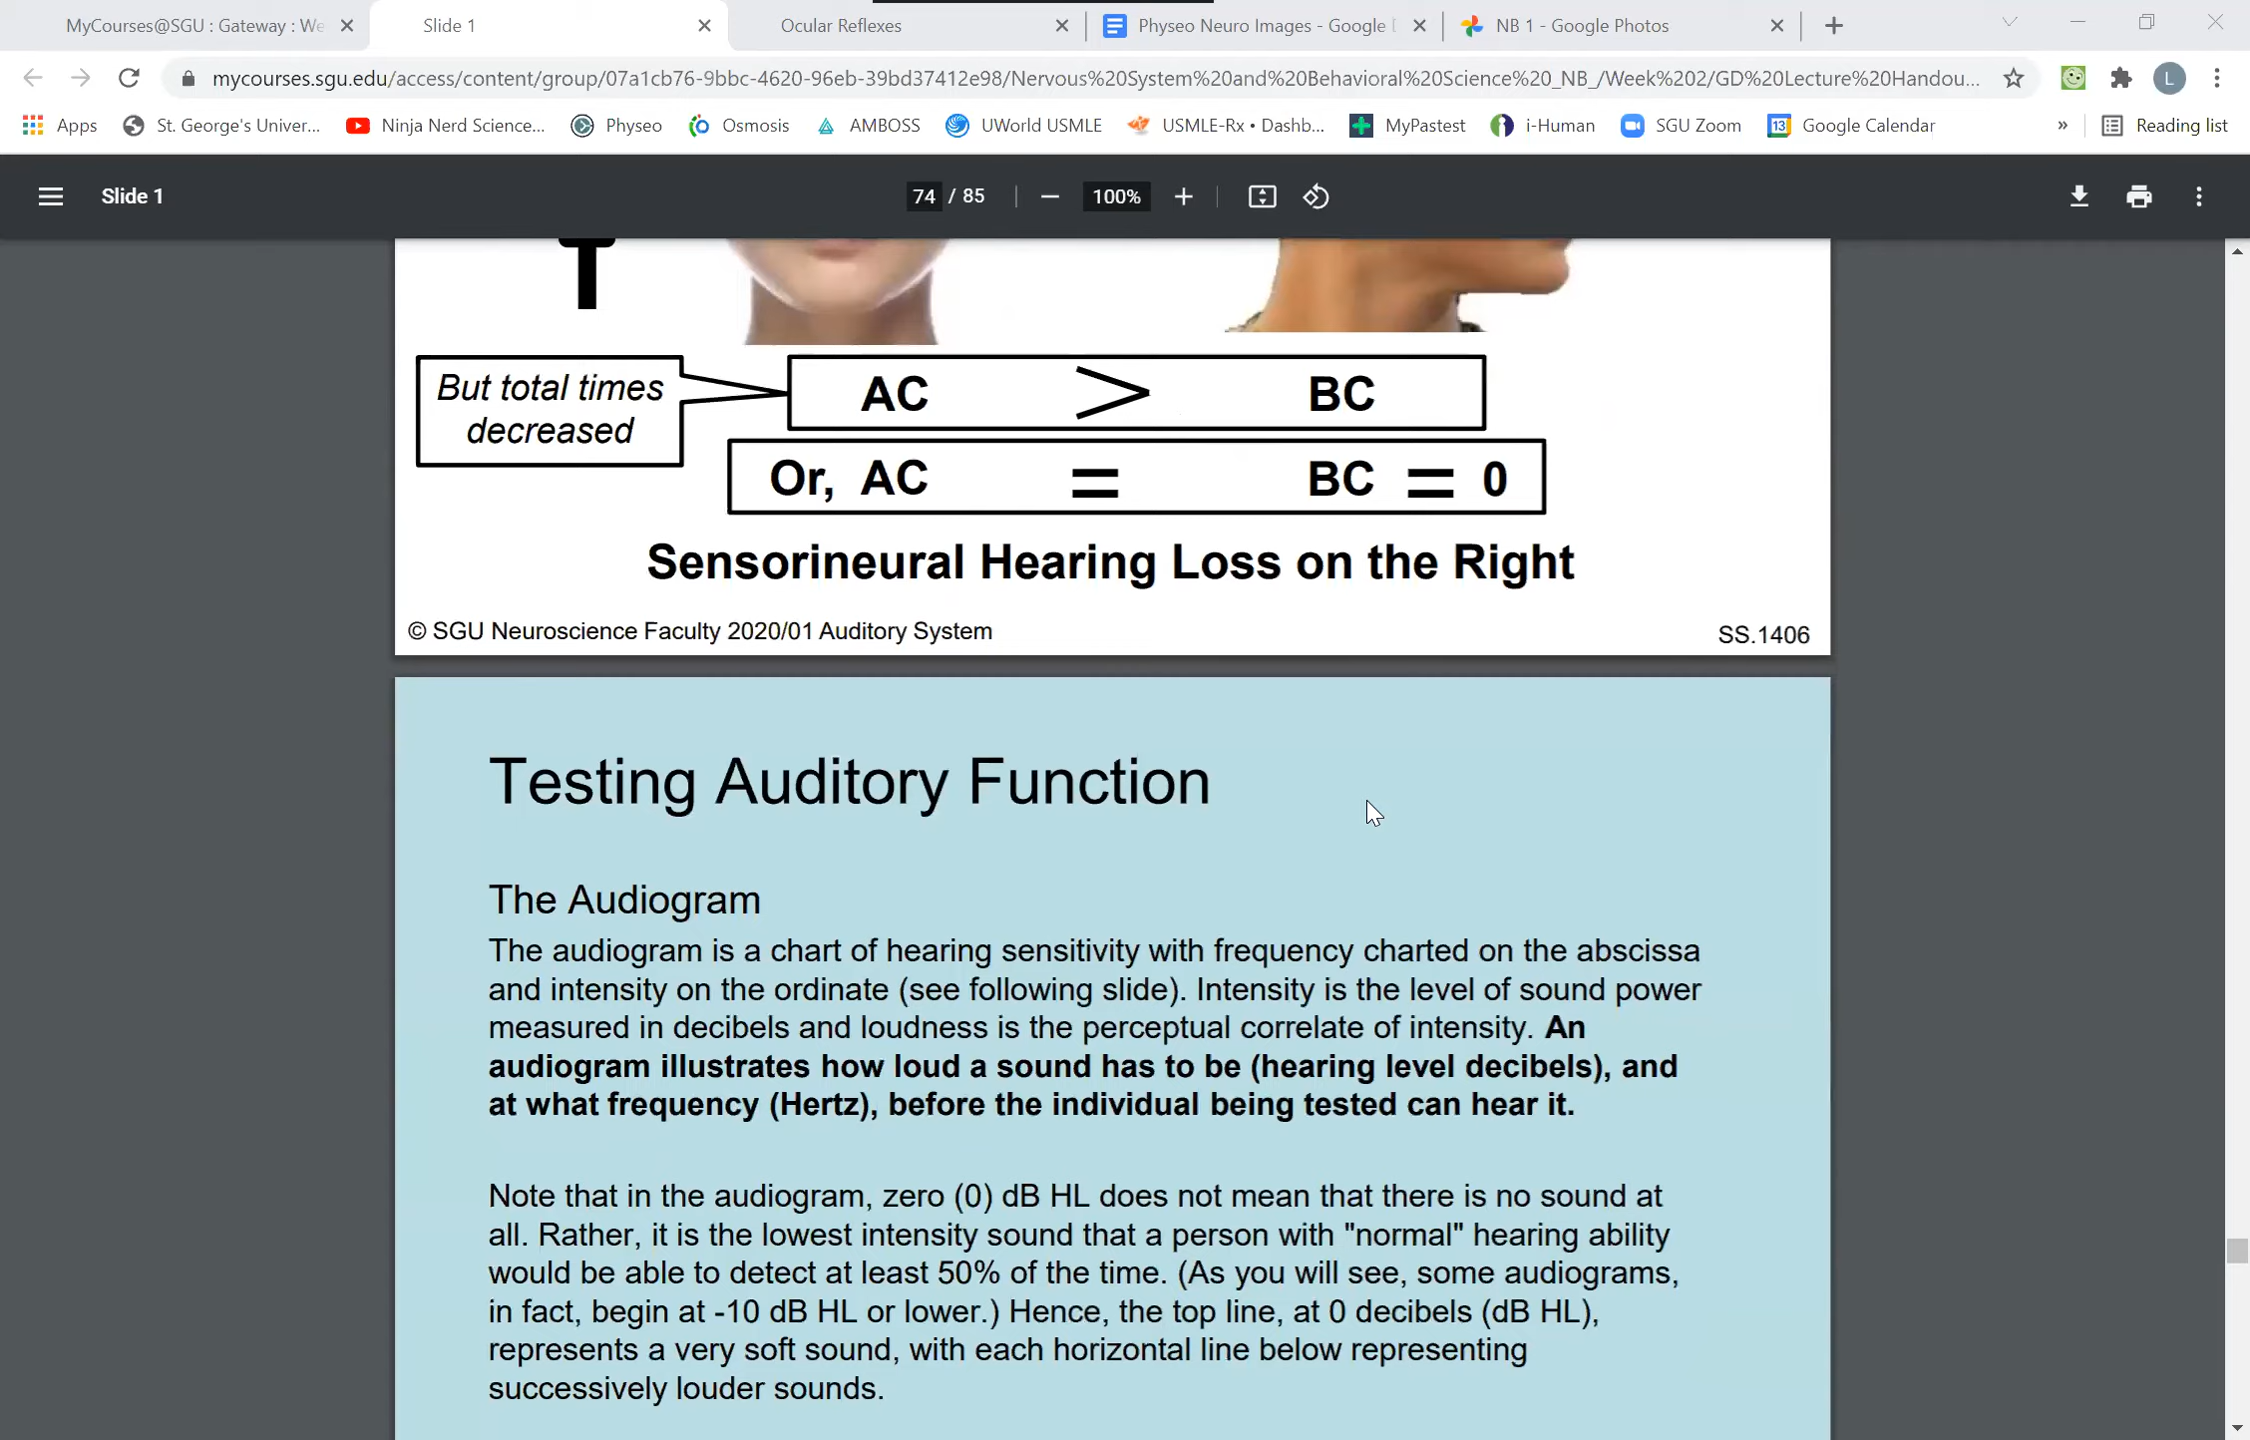 MyCourses@SGU : Gateway : We
Slide 1
Ocular Reflexes
Physeo Neuro Images - Google D
NB 1 - Google Photos
mycourses.sgu.edu/access/content/group/07a1cb76-9bbc-4620-96eb-39bd37412e98/Nervous%20System%20and%20Behavioral%20Science%20_NB_/Week%202/GD%20Lecture%20Handou...
L
Apps
St. George's Univer...
Ninja Nerd Science...
Physeo
Osmosis
AMBOSS
UWorld USMLE
USMLE-Rx • Dashb...
MyPastest
i-Human
SGU Zoom
13
Google Calendar
»
Reading list
Slide 1
74 / 85
100%
But total times
decreased
AC > BC
Or, AC = BC = 0
Sensorineural Hearing Loss on the Right
© SGU Neuroscience Faculty 2020/01 Auditory System
SS.1406
Testing Auditory Function
The Audiogram
The audiogram is a chart of hearing sensitivity with frequency charted on the abscissa
and intensity on the ordinate (see following slide). Intensity is the level of sound power
measured in decibels and loudness is the perceptual correlate of intensity. An
audiogram illustrates how loud a sound has to be (hearing level decibels), and
at what frequency (Hertz), before the individual being tested can hear it.
Note that in the audiogram, zero (0) dB HL does not mean that there is no sound at
all. Rather, it is the lowest intensity sound that a person with "normal" hearing ability
would be able to detect at least 50% of the time. (As you will see, some audiograms,
in fact, begin at -10 dB HL or lower.) Hence, the top line, at 0 decibels (dB HL),
represents a very soft sound, with each horizontal line below representing
successively louder sounds.